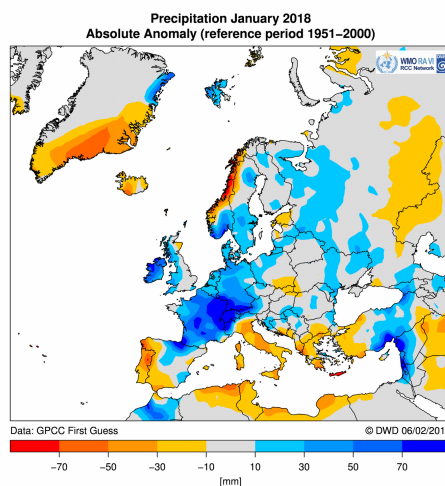 Precipitation January 2018
Absolute Anomaly (reference period 1951−2000)
WMO RA VI
RCC Network
Data: GPCC First Guess
© DWD 06/02/201
−70 −50 −30 −10 10 30 50 70
[mm]